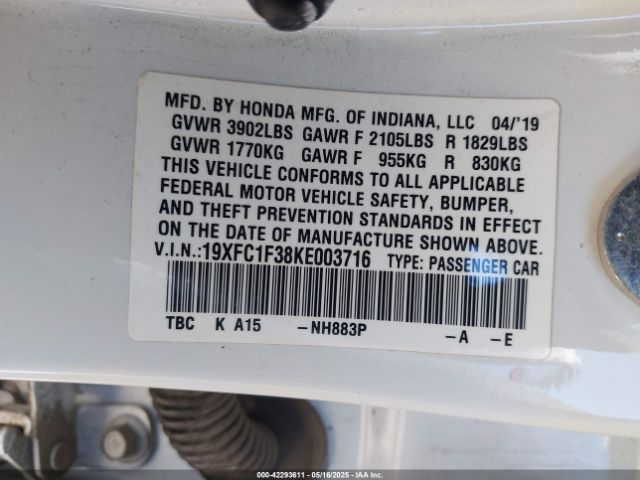 MFD. BY HONDA MFG. OF INDIANA, LLC 04/'19
GVWR 3902LBS GAWR F 2105LBS R 1829LBS
GVWR 1770KG GAWR F 955KG R 830KG
THIS VEHICLE CONFORMS TO ALL APPLICABLE
FEDERAL MOTOR VEHICLE SAFETY, BUMPER,
AND THEFT PREVENTION STANDARDS IN EFFECT
ON THE DATE OF MANUFACTURE SHOWN ABOVE.
V.I.N.:19XFC1F38KE003716 TYPE: PASSENGER CAR
TBC K A15 -NH883P -A -E
000-42293611 - 05/16/2025 - IAA Inc.